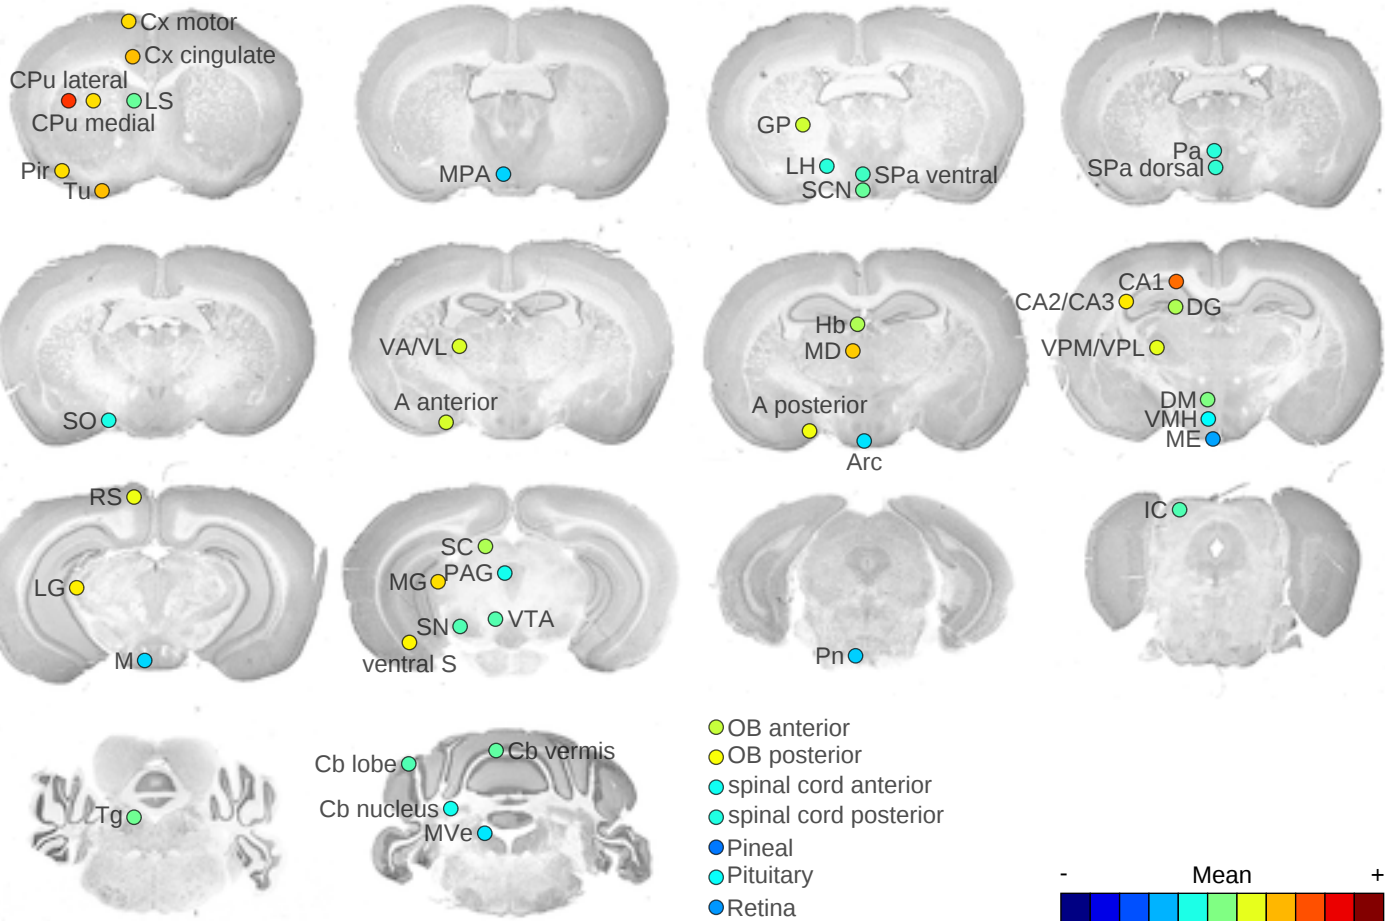 Cx motor
Cx cingulate
CPu lateral
LS
CPu medial
Pir
Tu
MPA
GP
LH
SPa ventral
SCN
Pa
SPa dorsal
SO
VA/VL
A anterior
Hb
MD
A posterior
Arc
CA1
CA2/CA3
DG
VPM/VPL
DM
VMH
ME
RS
LG
M
SC
PAG
MG
VTA
SN
ventral S
Pn
IC
Tg
Cb lobe
Cb vermis
Cb nucleus
MVe
OB anterior
OB posterior
spinal cord anterior
spinal cord posterior
Pineal
Pituitary
Retina
- Mean +